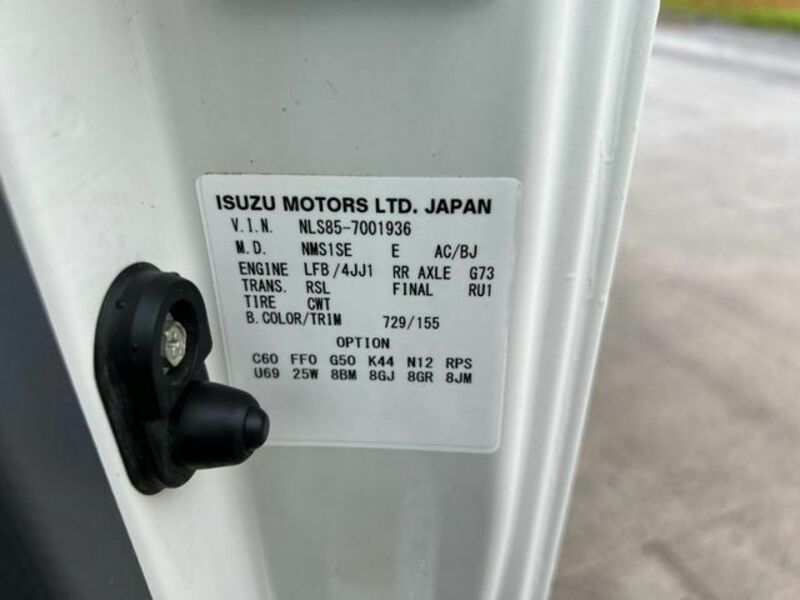 ISUZU MOTORS LTD. JAPAN
V.I.N. NLS85-7001936
M.D. NMS1SE E AC/BJ
ENGINE LFB/4JJ1 RR AXLE G73
TRANS. RSL FINAL RU1
TIRE CWT
B.COLOR/TRIM 729/155
OPTION
C60 FF0 G50 K44 N12 RPS
U69 25W 8BM 8GJ 8GR 8JM